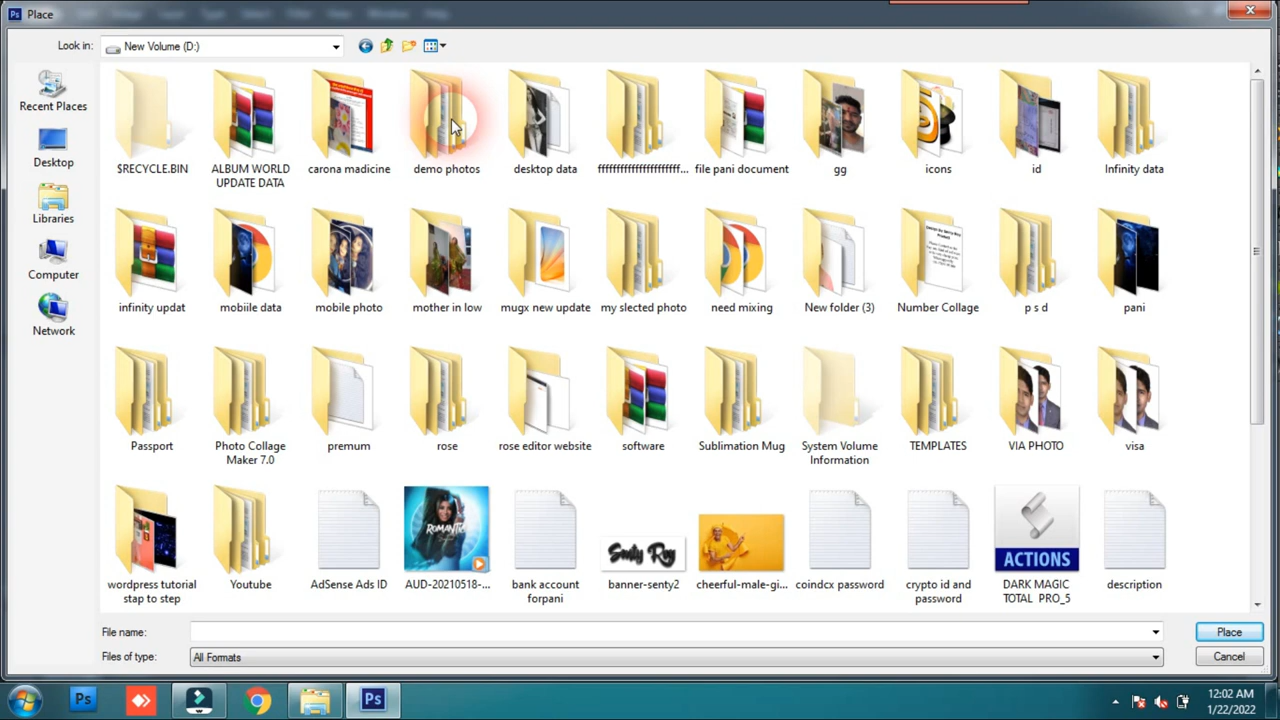 Place
Look in:
New Volume (D:)
Recent Places
Desktop
Libraries
Computer
Network
$RECYCLE.BIN
ALBUM WORLD
UPDATE DATA
carona madicine
demo photos
desktop data
ffffffffffffffffffffffff...
file pani document
gg
icons
id
Infinity data
infinity updat
mobiile data
mobile photo
mother in low
mugx new update
my slected photo
need mixing
New folder (3)
Number Collage
p s d
pani
Passport
Photo Collage
Maker 7.0
premum
rose
rose editor website
software
Sublimation Mug
System Volume
Information
TEMPLATES
VIA PHOTO
visa
wordpress tutorial
stap to step
Youtube
AdSense Ads ID
ROMANTIC
AUD-20210518-...
bank account
forpani
Senty Roy
banner-senty2
cheerful-male-gi...
coindcx password
crypto id and
password
ACTIONS
DARK MAGIC
TOTAL PRO_5
description
File name:
Place
Files of type:
All Formats
Cancel
Ps
Ps
12:02 AM
1/22/2022